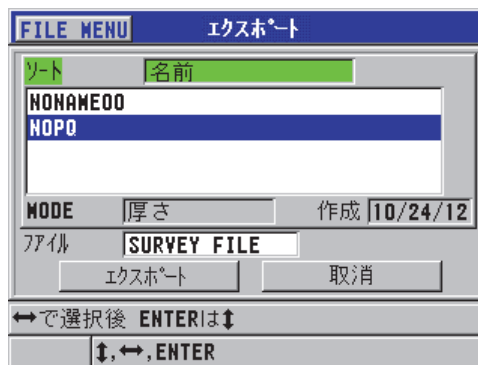 FILE MENU エクスポート
ソート 名前
NONAME00
NOPQ
MODE 厚さ 作成 10/24/12
ファイル SURVEY FILE
エクスポート 取消
↔で選択後 ENTERは↕
↕,↔,ENTER